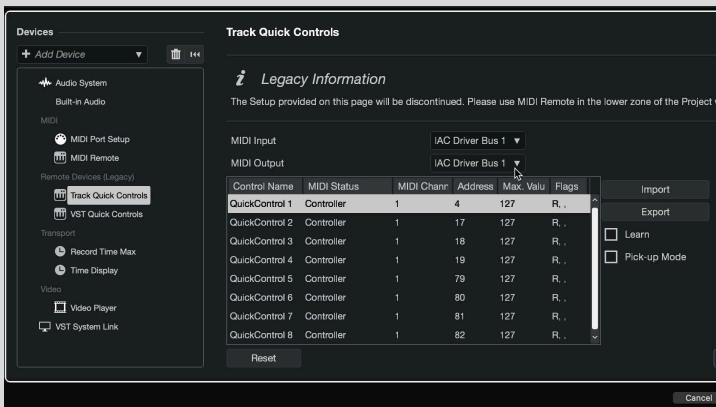 Devices
Add Device
Audio System
Built-in Audio
MIDI
MIDI Port Setup
MIDI Remote
Remote Devices (Legacy)
Track Quick Controls
VST Quick Controls
Transport
Record Time Max
Time Display
Video
Video Player
VST System Link
Track Quick Controls
i Legacy Information
The Setup provided on this page will be discontinued. Please use MIDI Remote in the lower zone of the Project
MIDI Input IAC Driver Bus 1
MIDI Output IAC Driver Bus 1
Control Name MIDI Status MIDI Chann Address Max. Valu Flags
QuickControl 1 Controller 1 4 127 R, ,
QuickControl 2 Controller 1 17 127 R, ,
QuickControl 3 Controller 1 18 127 R, ,
QuickControl 4 Controller 1 19 127 R, ,
QuickControl 5 Controller 1 79 127 R, ,
QuickControl 6 Controller 1 80 127 R, ,
QuickControl 7 Controller 1 81 127 R, ,
QuickControl 8 Controller 1 82 127 R, ,
Import
Export
Learn
Pick-up Mode
Reset
Cancel